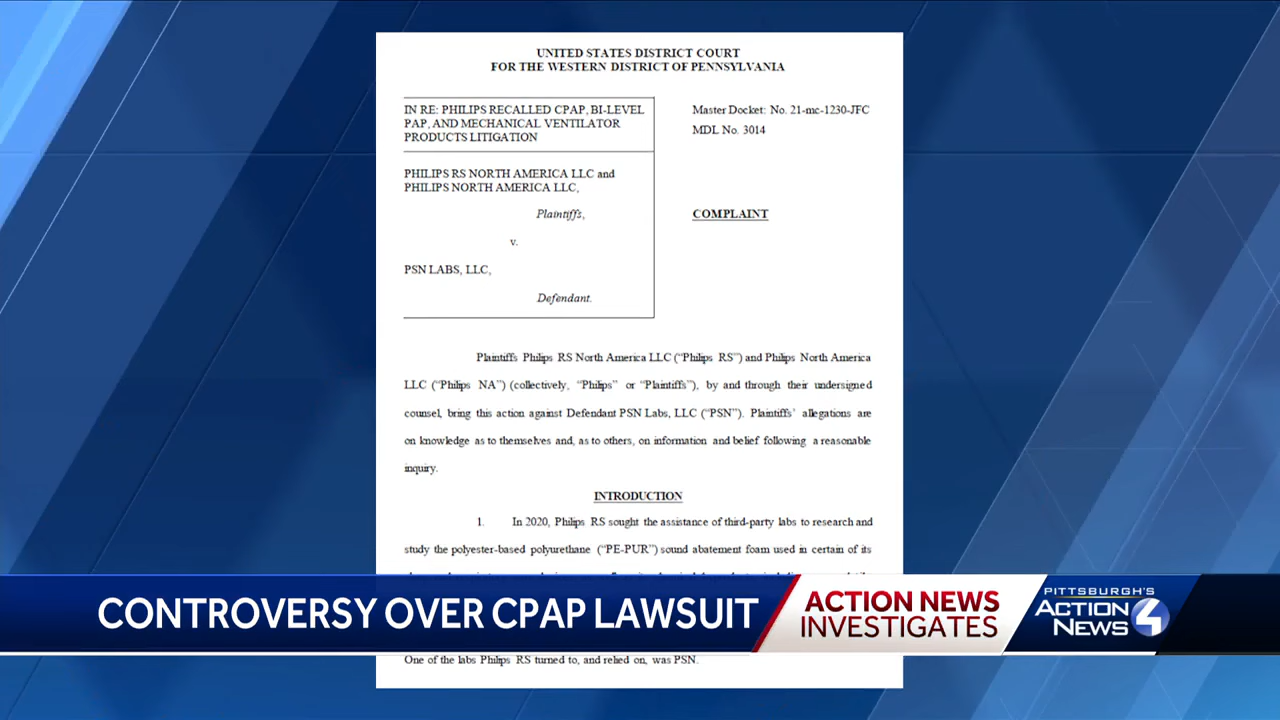 UNITED STATES DISTRICT COURT
FOR THE WESTERN DISTRICT OF PENNSYLVANIA
IN RE: PHILIPS RECALLED CPAP, BI-LEVEL
PAP, AND MECHANICAL VENTILATOR
PRODUCTS LITIGATION
Master Docket: No. 21-mc-1230-JFC
MDL No. 3014
PHILIPS RS NORTH AMERICA LLC and
PHILIPS NORTH AMERICA LLC,
Plaintiffs,
COMPLAINT
v.
PSN LABS, LLC,
Defendant.
Plaintiffs Philips RS North America LLC (“Philips RS”) and Philips North America
LLC (“Philips NA”) (collectively, “Philips” or “Plaintiffs”), by and through their undersigned
counsel, bring this action against Defendant PSN Labs, LLC (“PSN”). Plaintiffs’ allegations are
on knowledge as to themselves and, as to others, on information and belief following a reasonable
inquiry.
INTRODUCTION
1. In 2020, Philips RS sought the assistance of third-party labs to research and
study the polyester-based polyurethane (“PE-PUR”) sound abatement foam used in certain of its
CONTROVERSY OVER CPAP LAWSUIT
ACTION NEWS
INVESTIGATES
PITTSBURGH'S
ACTION
NEWS 4
One of the labs Philips RS turned to, and relied on, was PSN.